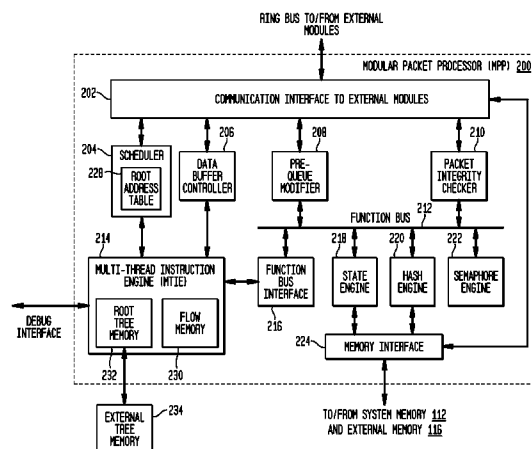 RING BUS TO/FROM EXTERNAL
MODULES
MODULAR PACKET PROCESSOR (MPP) 200
202
COMMUNICATION INTERFACE TO EXTERNAL MODULES
204
SCHEDULER
228
ROOT
ADDRESS
TABLE
206
DATA
BUFFER
CONTROLLER
208
PRE-
QUEUE
MODIFIER
210
PACKET
INTEGRITY
CHECKER
FUNCTION BUS
212
214
MULTI-THREAD INSTRUCTION
ENGINE (MTIE)
ROOT
TREE
MEMORY
232
FLOW
MEMORY
230
FUNCTION
BUS
INTERFACE
216
218
STATE
ENGINE
220
HASH
ENGINE
222
SEMAPHORE
ENGINE
DEBUG
INTERFACE
224
MEMORY INTERFACE
EXTERNAL
TREE
MEMORY
234
TO/FROM SYSTEM MEMORY 112
AND EXTERNAL MEMORY 116